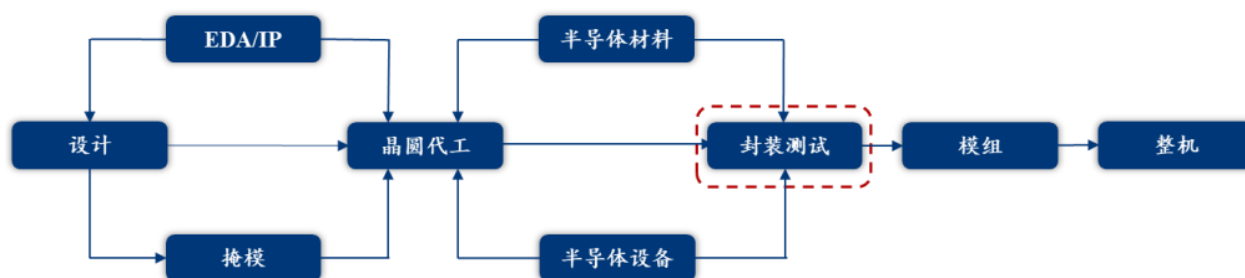 EDA/IP
半导体材料
设计
晶圆代工
封装测试
模组
整机
掩模
半导体设备